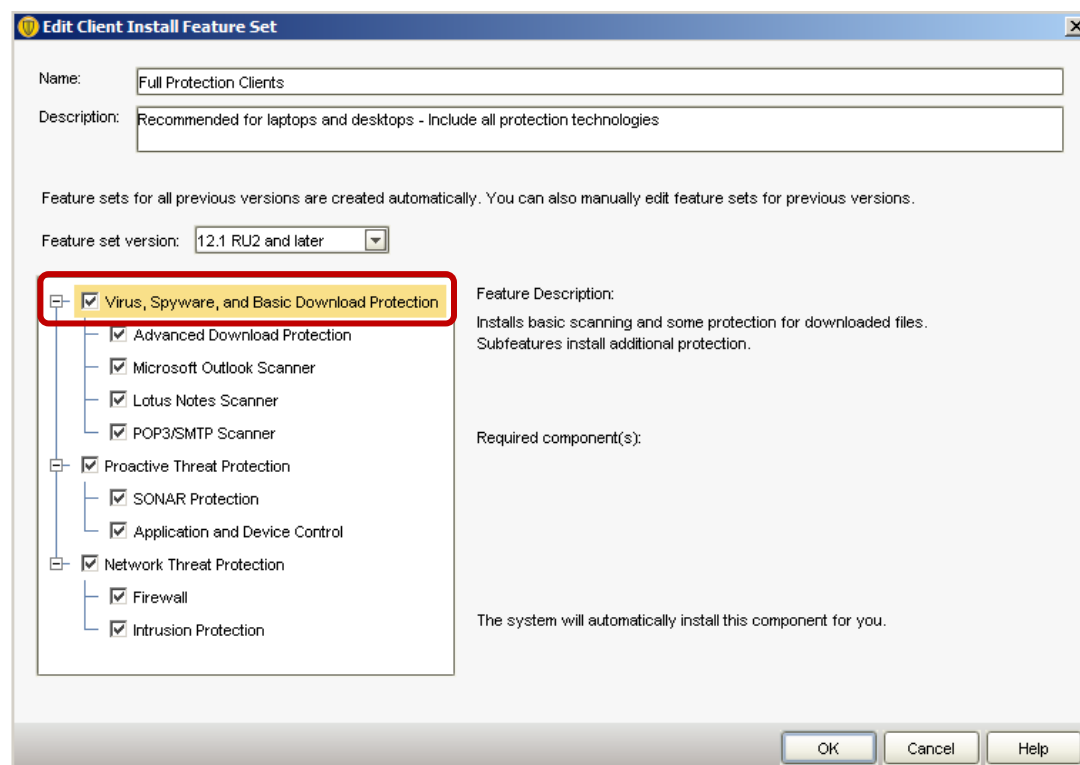 Edit Client Install Feature Set
Name:
Full Protection Clients
Description:
Recommended for laptops and desktops - Include all protection technologies
Feature sets for all previous versions are created automatically. You can also manually edit feature sets for previous versions.
Feature set version:
12.1 RU2 and later
Virus, Spyware, and Basic Download Protection
Advanced Download Protection
Microsoft Outlook Scanner
Lotus Notes Scanner
POP3/SMTP Scanner
Proactive Threat Protection
SONAR Protection
Application and Device Control
Network Threat Protection
Firewall
Intrusion Protection
Feature Description:
Installs basic scanning and some protection for downloaded files.
Subfeatures install additional protection.
Required component(s):
The system will automatically install this component for you.
OK
Cancel
Help